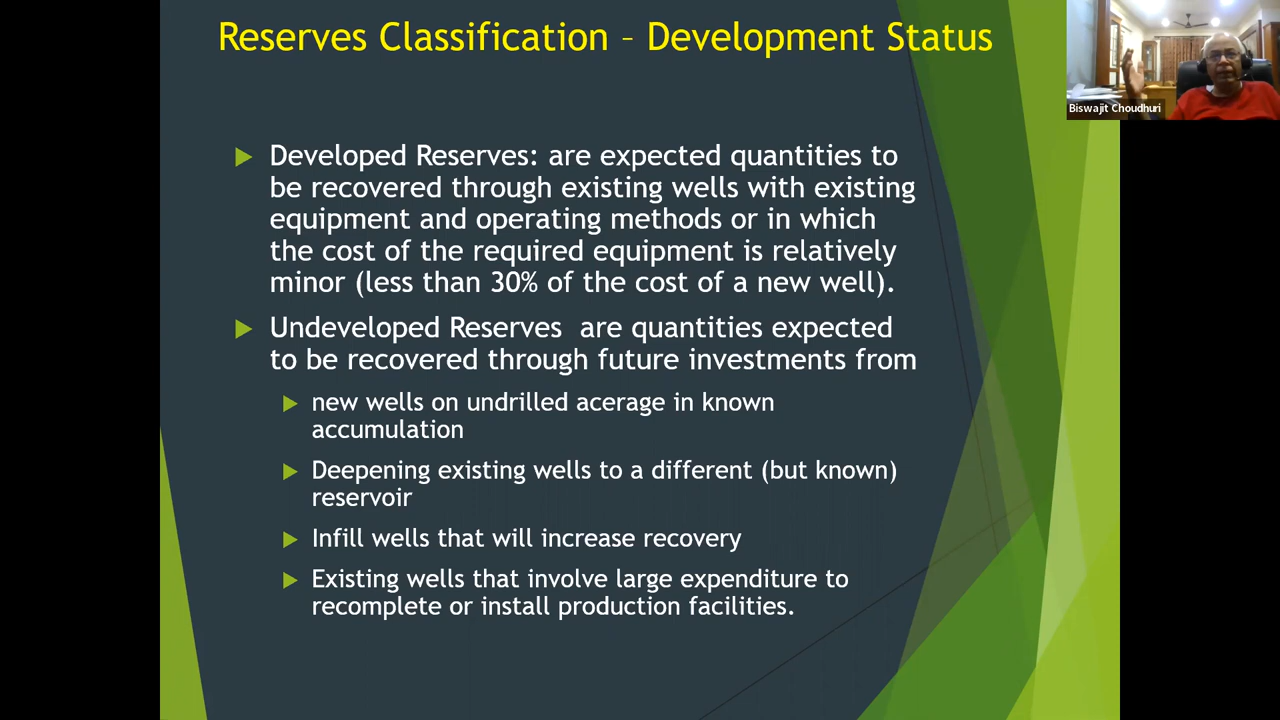 Reserves Classification – Development Status
Biswajit Choudhuri
Developed Reserves: are expected quantities to
be recovered through existing wells with existing
equipment and operating methods or in which
the cost of the required equipment is relatively
minor (less than 30% of the cost of a new well).
Undeveloped Reserves are quantities expected
to be recovered through future investments from
new wells on undrilled acerage in known
accumulation
Deepening existing wells to a different (but known)
reservoir
Infill wells that will increase recovery
Existing wells that involve large expenditure to
recomplete or install production facilities.